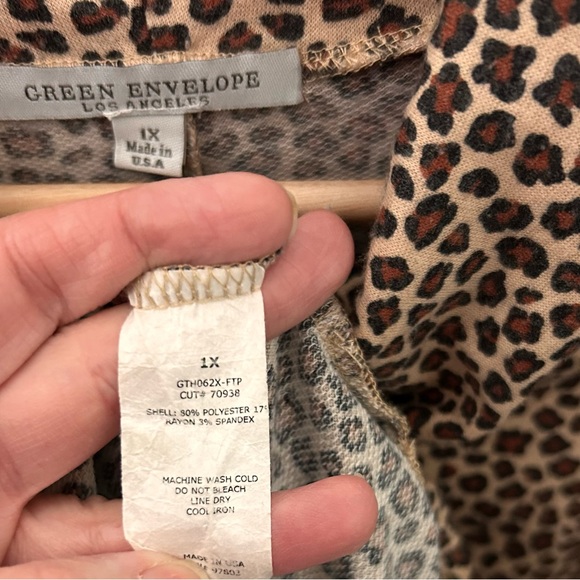 GREEN ENVELOPE
LOS ANGELES
1X
Made in
U.S.A
1X
GTH062X-FTP
CUT# 70938
SHELL: 80% POLYESTER 17%
RAYON 3% SPANDEX
MACHINE WASH COLD
DO NOT BLEACH
LINE DRY
COOL IRON
MADE IN USA
97803